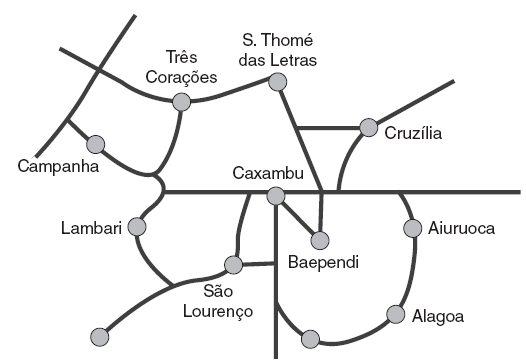 S. Thomé
das Letras
Três
Corações
Cruzília
Campanha
Caxambu
Lambari
Aiuruoca
Baependi
São
Lourenço
Alagoa